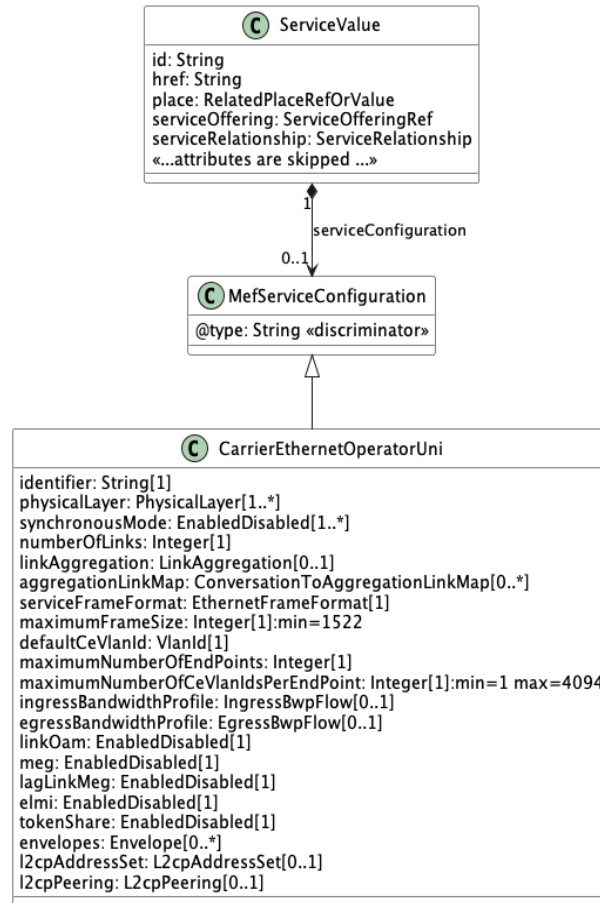 C ServiceValue
id: String
href: String
place: RelatedPlaceRefOrValue
serviceOffering: ServiceOfferingRef
serviceRelationship: ServiceRelationship
«...attributes are skipped ...»
1
serviceConfiguration
0..1
C MefServiceConfiguration
@type: String «discriminator»
C CarrierEthernetOperatorUni
identifier: String[1]
physicalLayer: PhysicalLayer[1..*]
synchronousMode: EnabledDisabled[1..*]
numberOfLinks: Integer[1]
linkAggregation: LinkAggregation[0..1]
aggregationLinkMap: ConversationToAggregationLinkMap[0..*]
serviceFrameFormat: EthernetFrameFormat[1]
maximumFrameSize: Integer[1]:min=1522
defaultCeVlanId: VlanId[1]
maximumNumberOfEndPoints: Integer[1]
maximumNumberOfCeVlanIdsPerEndPoint: Integer[1]:min=1 max=4094
ingressBandwidthProfile: IngressBwpFlow[0..1]
egressBandwidthProfile: EgressBwpFlow[0..1]
linkOam: EnabledDisabled[1]
meg: EnabledDisabled[1]
lagLinkMeg: EnabledDisabled[1]
elmi: EnabledDisabled[1]
tokenShare: EnabledDisabled[1]
envelopes: Envelope[0..*]
l2cpAddressSet: L2cpAddressSet[0..1]
l2cpPeering: L2cpPeering[0..1]